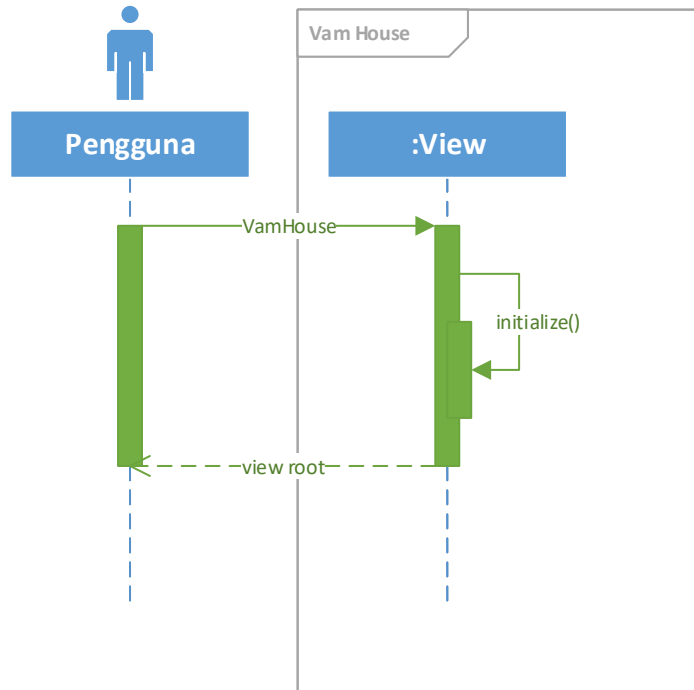 Vam House
Pengguna
:View
VamHouse
initialize()
view root